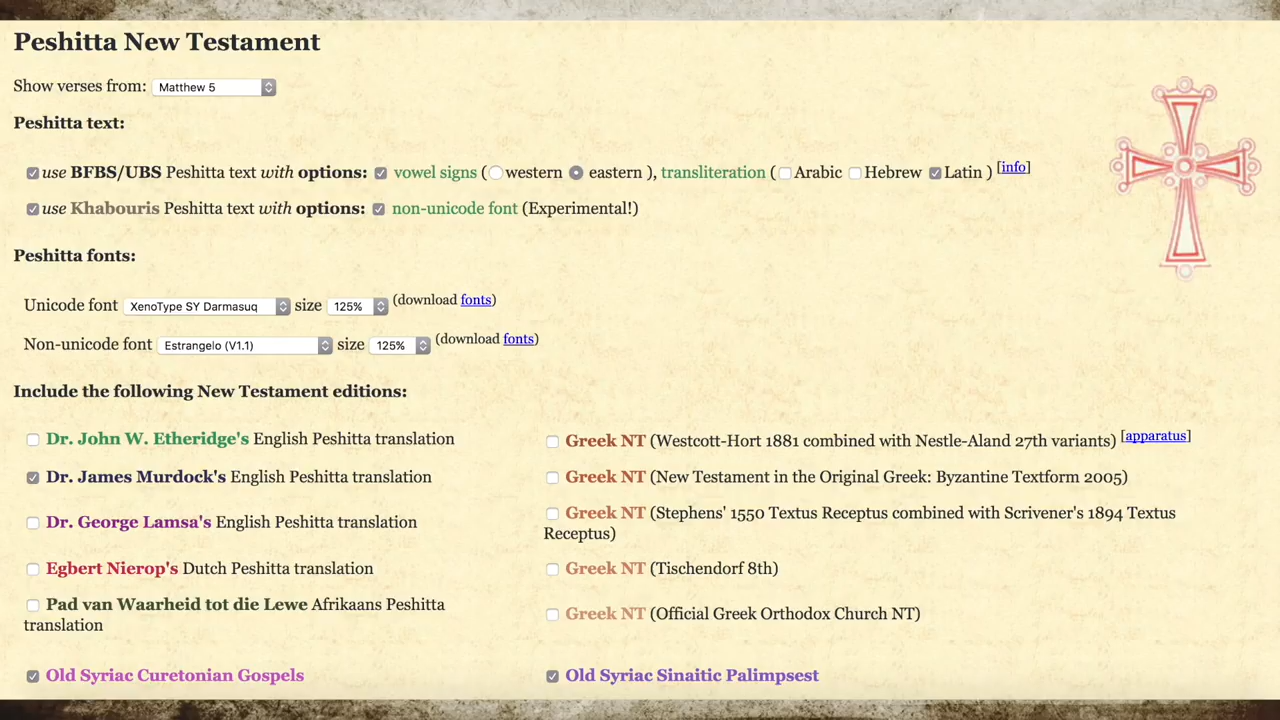 Peshitta New Testament
Show verses from: Matthew 5
Peshitta text:
use BFBS/UBS Peshitta text with options: vowel signs ( western eastern ), transliteration ( Arabic Hebrew Latin ) [info]
use Khabouris Peshitta text with options: non-unicode font (Experimental!)
Peshitta fonts:
Unicode font XenoType SY Darmasuq size 125% (download fonts)
Non-unicode font Estrangelo (V1.1) size 125% (download fonts)
Include the following New Testament editions:
Dr. John W. Etheridge's English Peshitta translation
Greek NT (Westcott-Hort 1881 combined with Nestle-Aland 27th variants) [apparatus]
Dr. James Murdock's English Peshitta translation
Greek NT (New Testament in the Original Greek: Byzantine Textform 2005)
Dr. George Lamsa's English Peshitta translation
Greek NT (Stephens' 1550 Textus Receptus combined with Scrivener's 1894 Textus
Receptus)
Egbert Nierop's Dutch Peshitta translation
Greek NT (Tischendorf 8th)
Pad van Waarheid tot die Lewe Afrikaans Peshitta
translation
Greek NT (Official Greek Orthodox Church NT)
Old Syriac Curetonian Gospels
Old Syriac Sinaitic Palimpsest